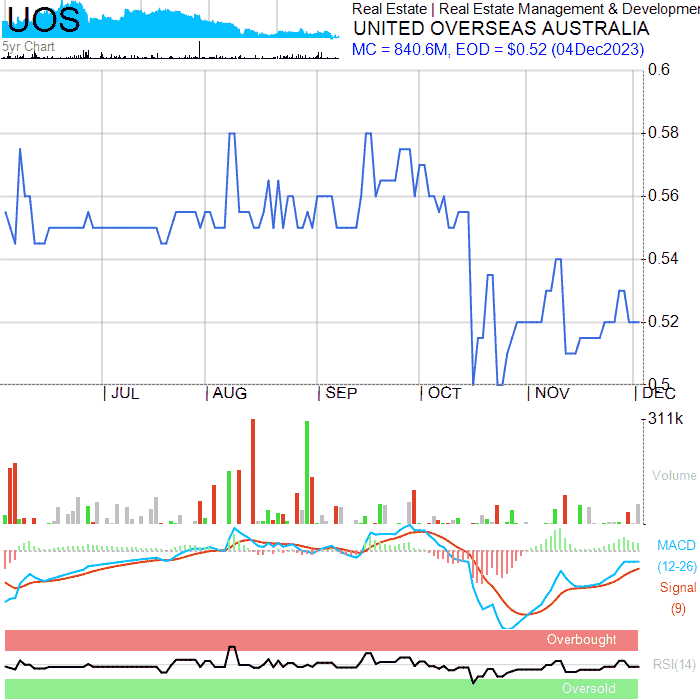 UOS
5yr Chart
Real Estate | Real Estate Management & Developmen
UNITED OVERSEAS AUSTRALIA
MC = 840.6M, EOD = $0.52 (04Dec2023)
0.6
0.58
0.56
0.54
0.52
0.5
JUL AUG SEP OCT NOV DEC
311k
Volume
MACD
(12-26)
Signal
(9)
Overbought
RSI(14)
Oversold